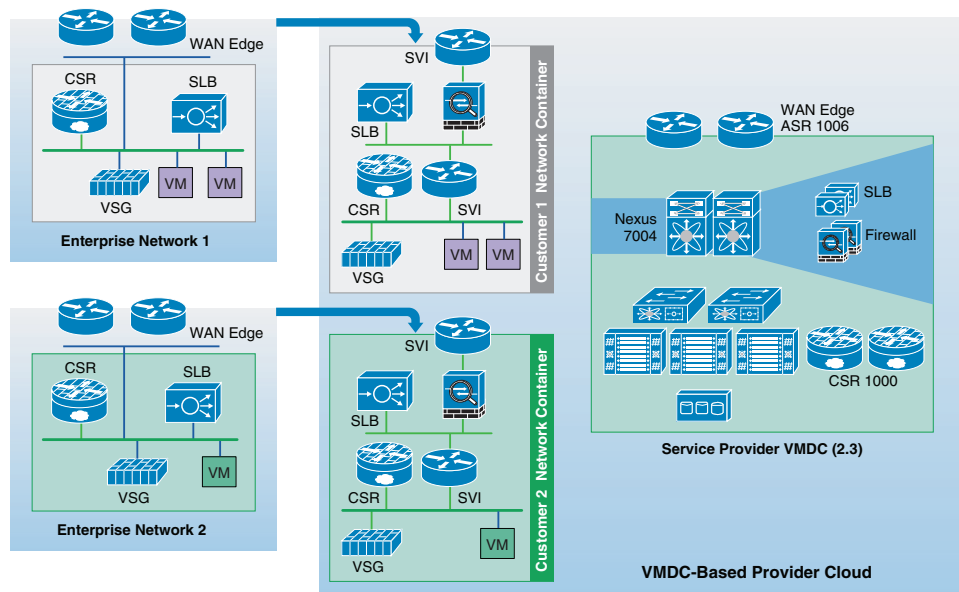 WAN Edge
CSR
SLB
VSG
VM
VM
Enterprise Network 1
SVI
SLB
CSR
SVI
VSG
VM
VM
Customer 1 Network Container
WAN Edge
CSR
SLB
VSG
VM
Enterprise Network 2
SVI
SLB
CSR
SVI
VSG
VM
Customer 2 Network Container
WAN Edge
ASR 1006
Nexus
7004
SLB
Firewall
CSR 1000
Service Provider VMDC (2.3)
VMDC-Based Provider Cloud